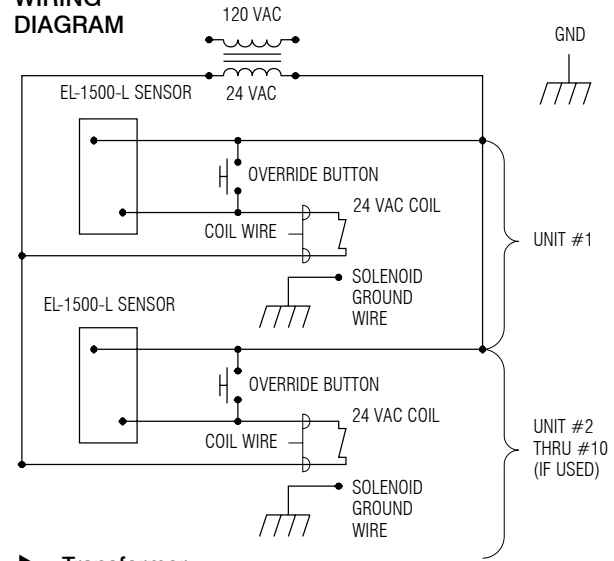 WIRING
DIAGRAM
120 VAC
GND
EL-1500-L SENSOR
24 VAC
OVERRIDE BUTTON
24 VAC COIL
COIL WIRE
UNIT #1
SOLENOID
GROUND
WIRE
EL-1500-L SENSOR
OVERRIDE BUTTON
24 VAC COIL
COIL WIRE
UNIT #2
THRU #10
(IF USED)
SOLENOID
GROUND
WIRE
Transformer